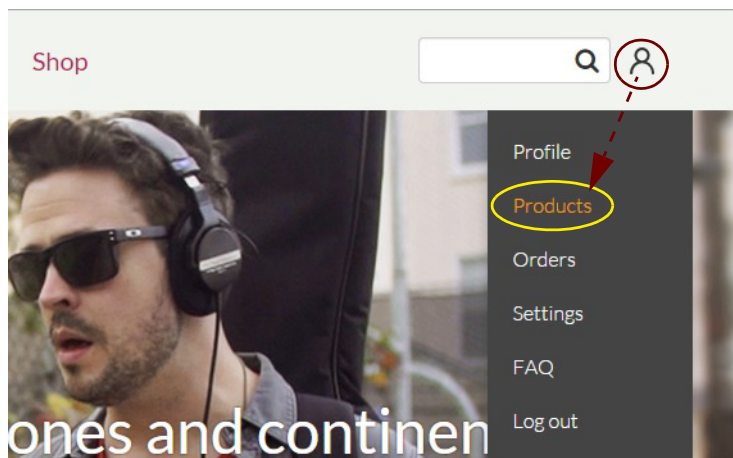 Shop
Profile
Products
Orders
Settings
FAQ
Log out
ones and continen